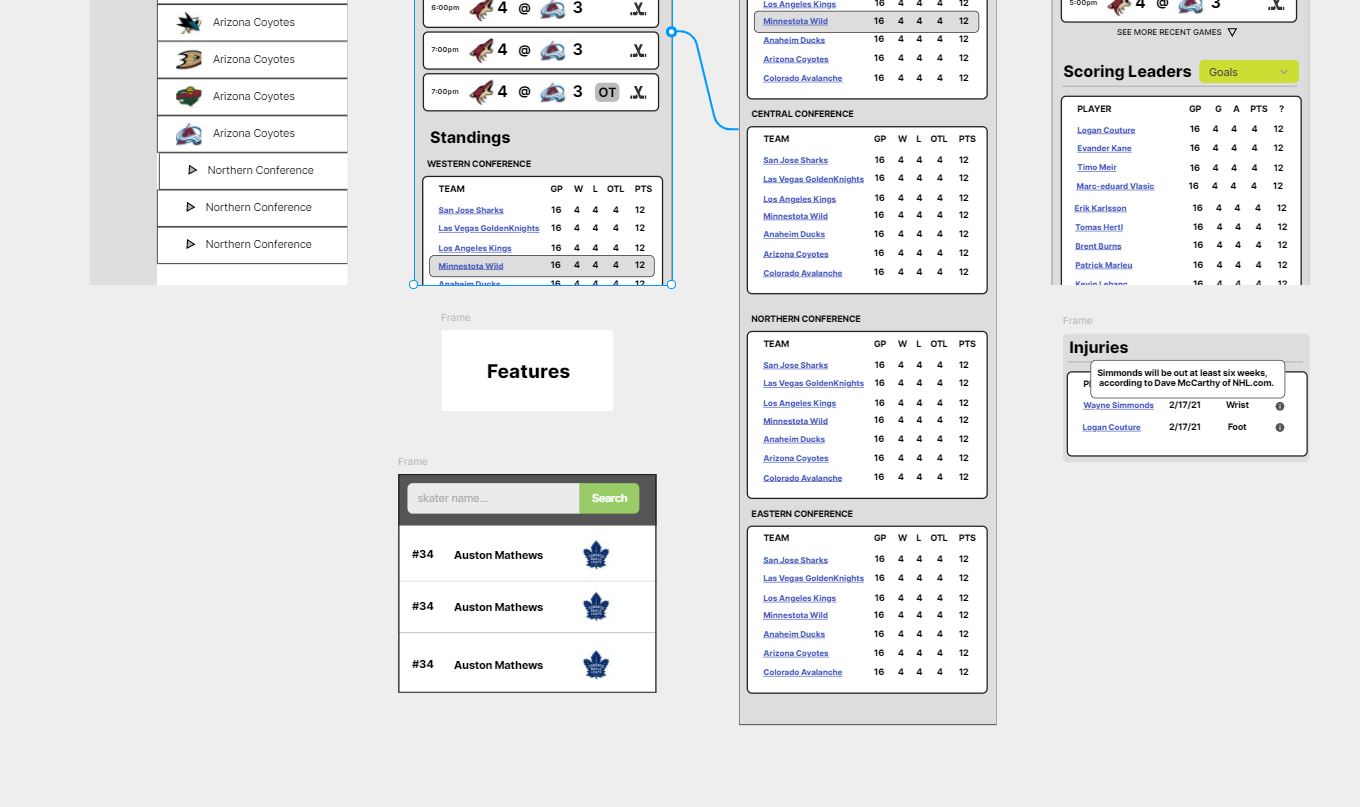 Arizona Coyotes
Arizona Coyotes
Arizona Coyotes
Arizona Coyotes
Northern Conference
Northern Conference
Northern Conference
6:00pm 4 @ 3
7:00pm 4 @ 3
7:00pm 4 @ 3 OT
Standings
WESTERN CONFERENCE
TEAM GP W L OTL PTS
San Jose Sharks 16 4 4 4 12
Las Vegas GoldenKnights 16 4 4 4 12
Los Angeles Kings 16 4 4 4 12
Minnestota Wild 16 4 4 4 12
Anaheim Ducks 16 4 4 4 12
Frame
Features
Frame
skater name...
Search
#34 Auston Mathews
#34 Auston Mathews
#34 Auston Mathews
Los Angeles Kings 16 4 4 4 12
Minnestota Wild 16 4 4 4 12
Anaheim Ducks 16 4 4 4 12
Arizona Coyotes 16 4 4 4 12
Colorado Avalanche 16 4 4 4 12
CENTRAL CONFERENCE
TEAM GP W L OTL PTS
San Jose Sharks 16 4 4 4 12
Las Vegas GoldenKnights 16 4 4 4 12
Los Angeles Kings 16 4 4 4 12
Minnestota Wild 16 4 4 4 12
Anaheim Ducks 16 4 4 4 12
Arizona Coyotes 16 4 4 4 12
Colorado Avalanche 16 4 4 4 12
NORTHERN CONFERENCE
TEAM GP W L OTL PTS
San Jose Sharks 16 4 4 4 12
Las Vegas GoldenKnights 16 4 4 4 12
Los Angeles Kings 16 4 4 4 12
Minnestota Wild 16 4 4 4 12
Anaheim Ducks 16 4 4 4 12
Arizona Coyotes 16 4 4 4 12
Colorado Avalanche 16 4 4 4 12
EASTERN CONFERENCE
TEAM GP W L OTL PTS
San Jose Sharks 16 4 4 4 12
Las Vegas GoldenKnights 16 4 4 4 12
Los Angeles Kings 16 4 4 4 12
Minnestota Wild 16 4 4 4 12
Anaheim Ducks 16 4 4 4 12
Arizona Coyotes 16 4 4 4 12
Colorado Avalanche 16 4 4 4 12
5:00pm 4 @ 3
SEE MORE RECENT GAMES
Scoring Leaders
Goals
PLAYER GP G A PTS ?
Logan Couture 16 4 4 4 12
Evander Kane 16 4 4 4 12
Timo Meir 16 4 4 4 12
Marc-eduard Vlasic 16 4 4 4 12
Erik Karlsson 16 4 4 4 12
Tomas Hertl 16 4 4 4 12
Brent Burns 16 4 4 4 12
Patrick Marleu 16 4 4 4 12
Kevin Lebanc 16 4 4 4 12
Frame
Injuries
Simmonds will be out at least six weeks,
according to Dave McCarthy of NHL.com.
Wayne Simmonds 2/17/21 Wrist
Logan Couture 2/17/21 Foot